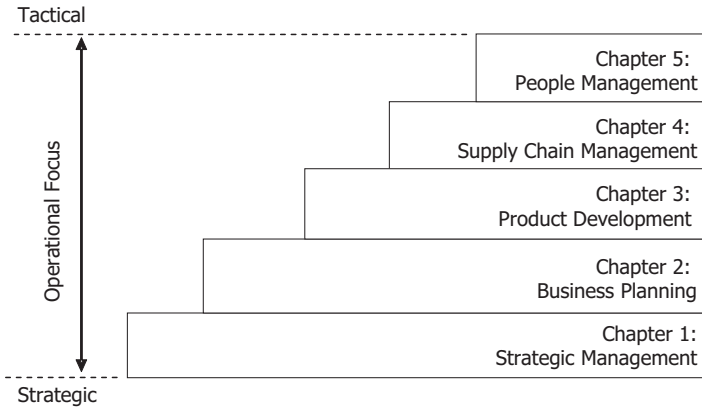 Tactical
Chapter 5:
People Management
Chapter 4:
Supply Chain Management
Chapter 3:
Product Development
Chapter 2:
Business Planning
Chapter 1:
Strategic Management
Operational Focus
Strategic